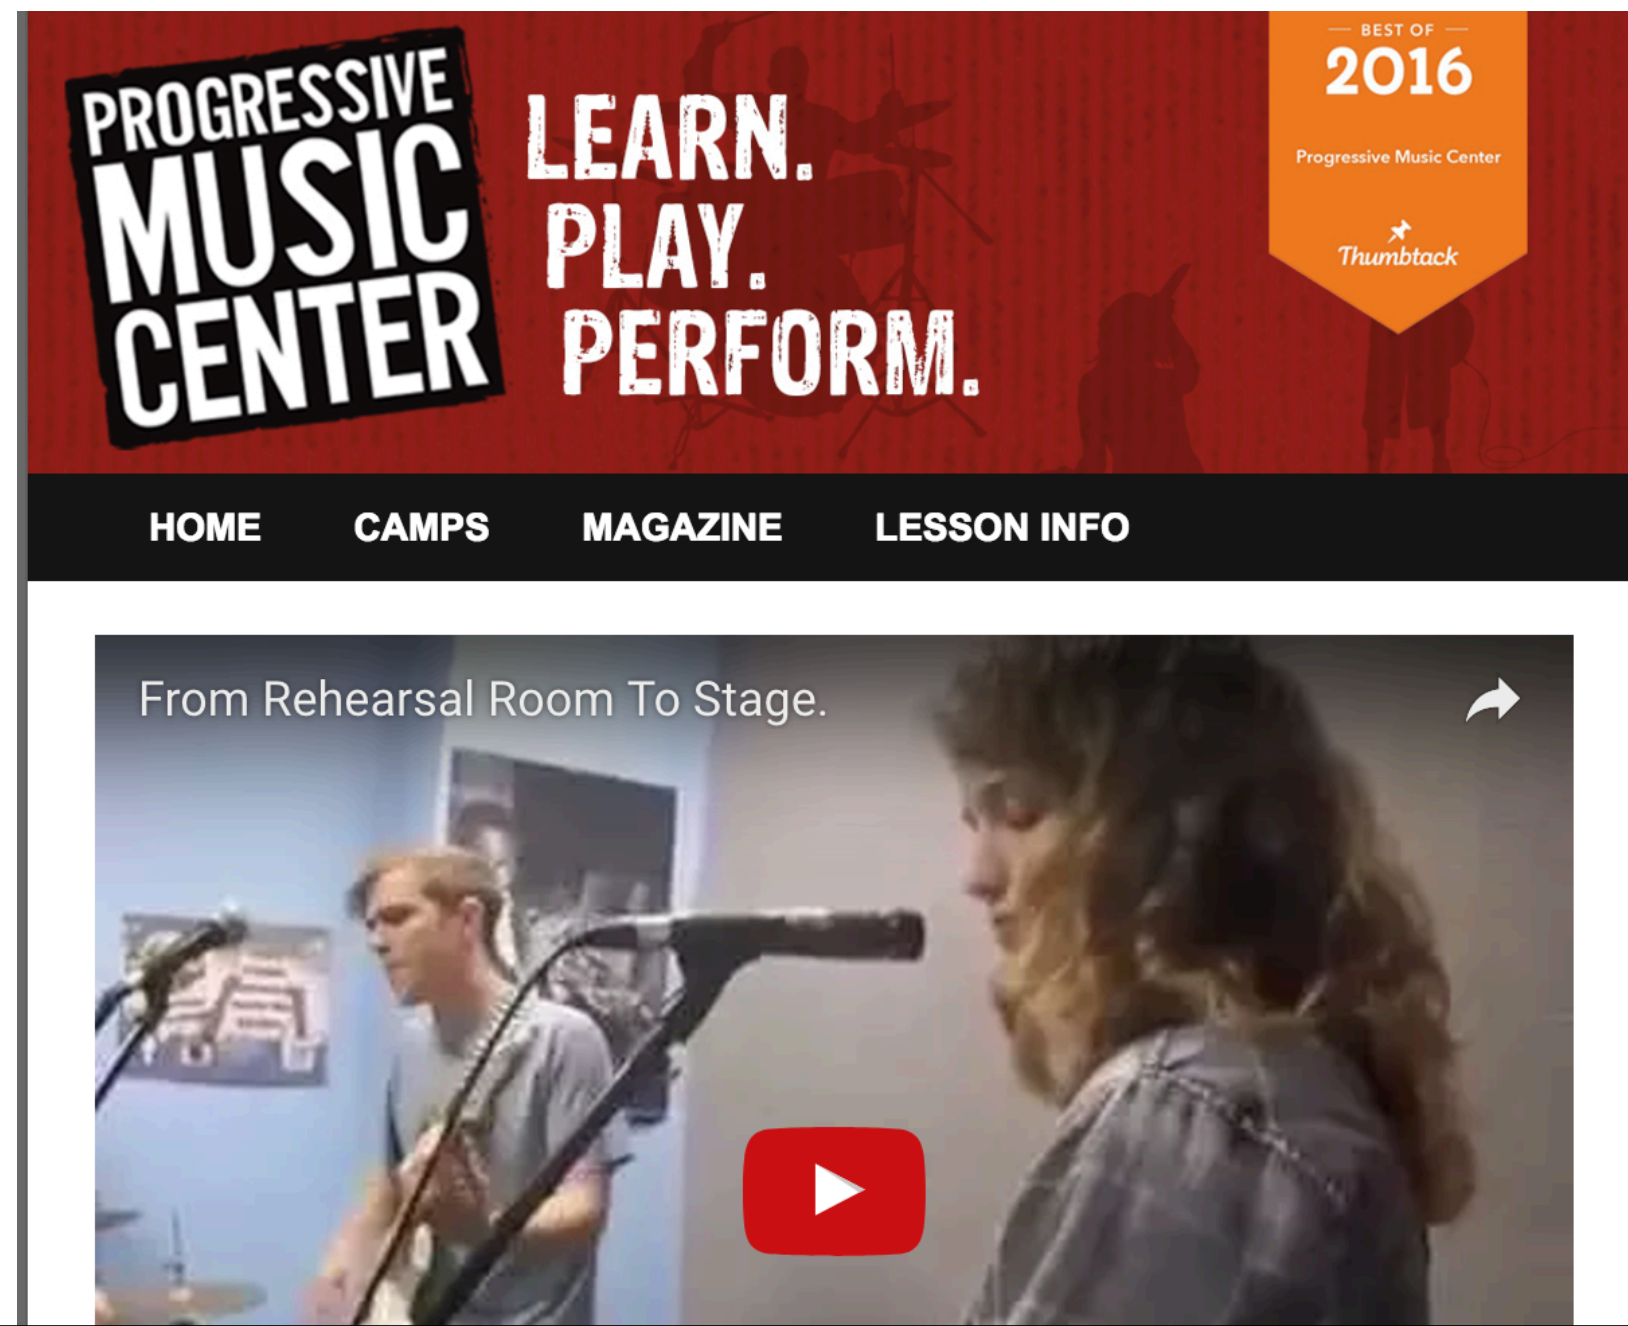 PROGRESSIVE
MUSIC
CENTER
LEARN.
PLAY.
PERFORM.
BEST OF
2016
Progressive Music Center
Thumbtack
HOME CAMPS MAGAZINE LESSON INFO
From Rehearsal Room To Stage.